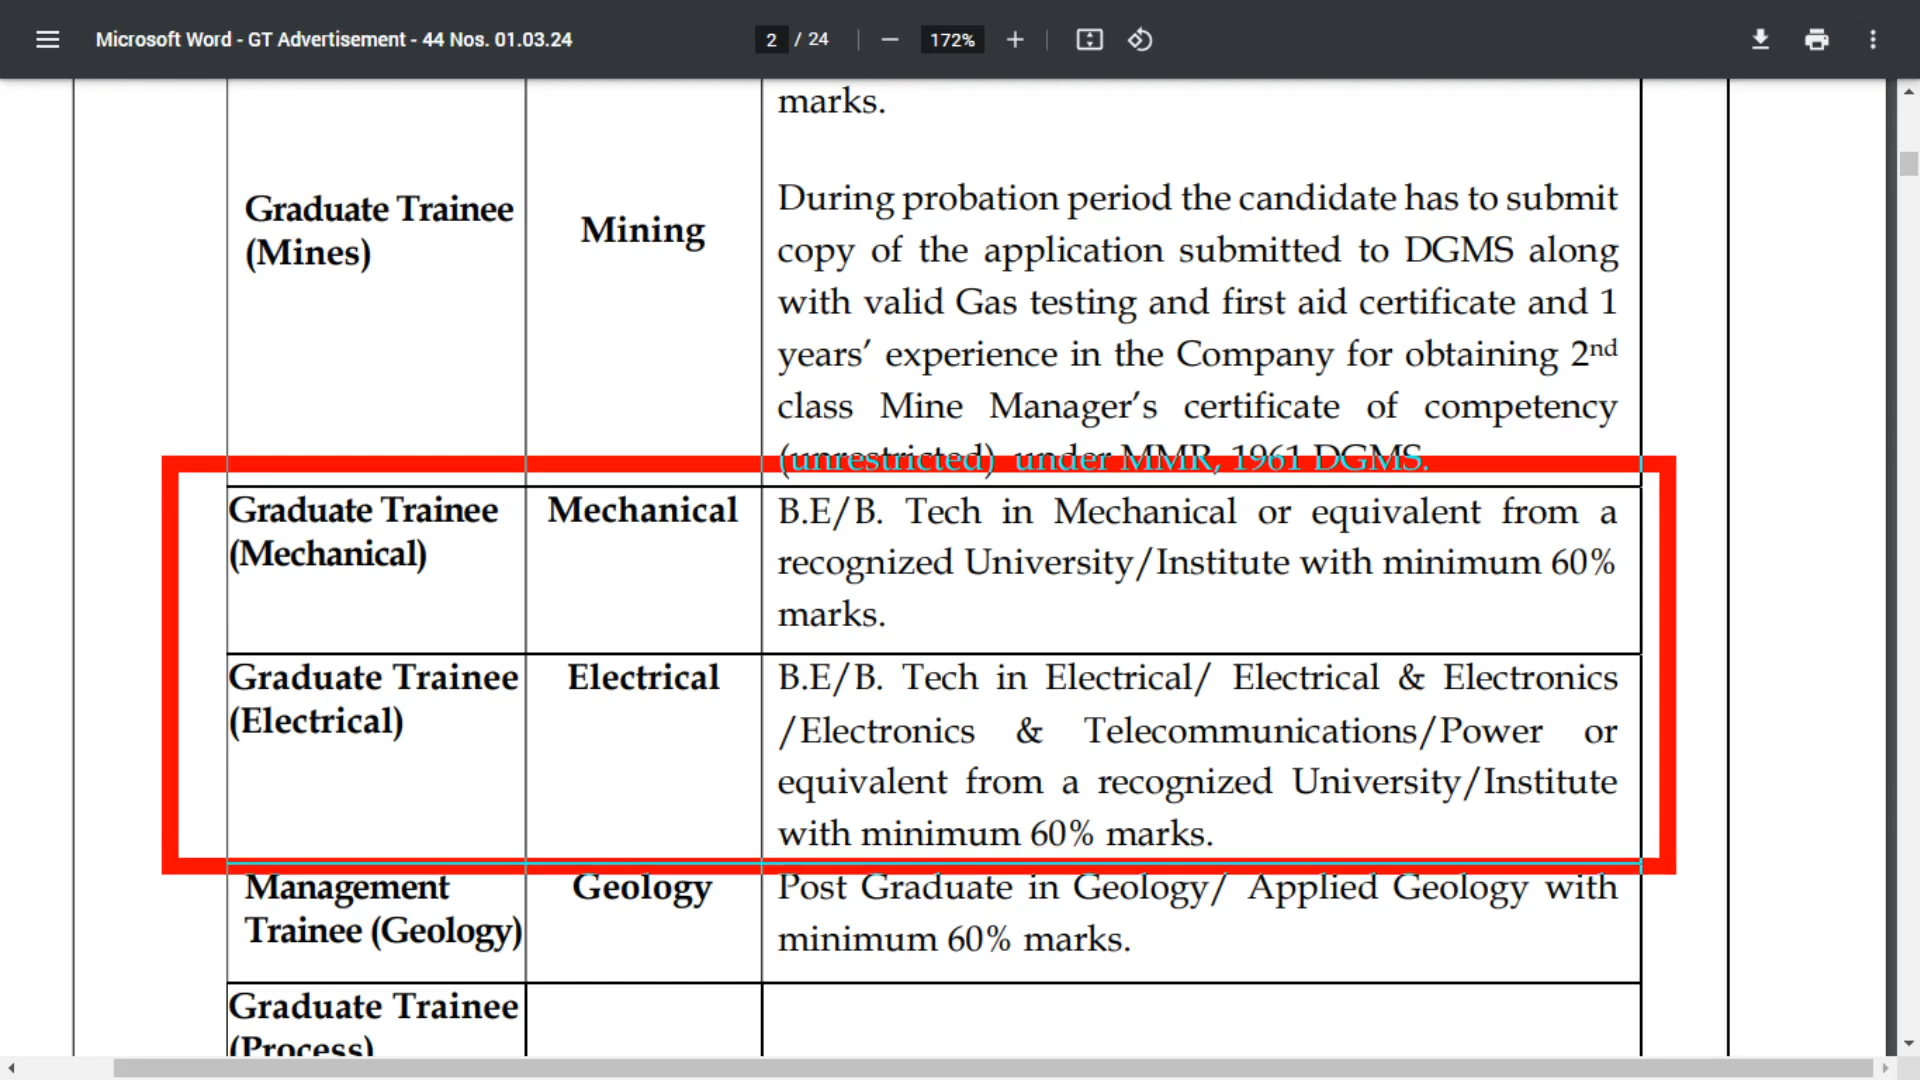 Microsoft Word - GT Advertisement - 44 Nos. 01.03.24
2 / 24
172%
marks.
Graduate Trainee
(Mines)
Mining
During probation period the candidate has to submit
copy of the application submitted to DGMS along
with valid Gas testing and first aid certificate and 1
years’ experience in the Company for obtaining 2nd
class Mine Manager’s certificate of competency
(unrestricted) under MMR, 1961 DGMS.
Graduate Trainee
(Mechanical)
Mechanical
B.E/B. Tech in Mechanical or equivalent from a
recognized University/Institute with minimum 60%
marks.
Graduate Trainee
(Electrical)
Electrical
B.E/B. Tech in Electrical/ Electrical & Electronics
/Electronics & Telecommunications/Power or
equivalent from a recognized University/Institute
with minimum 60% marks.
Management
Trainee (Geology)
Geology
Post Graduate in Geology/ Applied Geology with
minimum 60% marks.
Graduate Trainee
(Process)